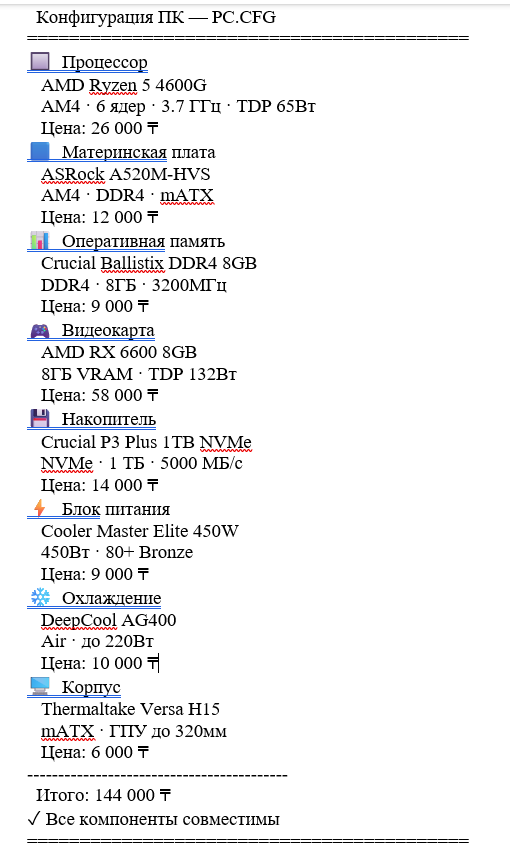 Конфигурация ПК — PC.CFG
==========================================
Процессор
AMD Ryzen 5 4600G
AM4 · 6 ядер · 3.7 ГГц · TDP 65Вт
Цена: 26 000 ₸
Материнская плата
ASRock A520M-HVS
AM4 · DDR4 · mATX
Цена: 12 000 ₸
Оперативная память
Crucial Ballistix DDR4 8GB
DDR4 · 8ГБ · 3200МГц
Цена: 9 000 ₸
Видеокарта
AMD RX 6600 8GB
8ГБ VRAM · TDP 132Вт
Цена: 58 000 ₸
Накопитель
Crucial P3 Plus 1TB NVMe
NVMe · 1 ТБ · 5000 МБ/с
Цена: 14 000 ₸
Блок питания
Cooler Master Elite 450W
450Вт · 80+ Bronze
Цена: 9 000 ₸
Охлаждение
DeepCool AG400
Air · до 220Вт
Цена: 10 000 ₸
Корпус
Thermaltake Versa H15
mATX · ГПУ до 320мм
Цена: 6 000 ₸
------------------------------------------
Итого: 144 000 ₸
✓ Все компоненты совместимы
==========================================